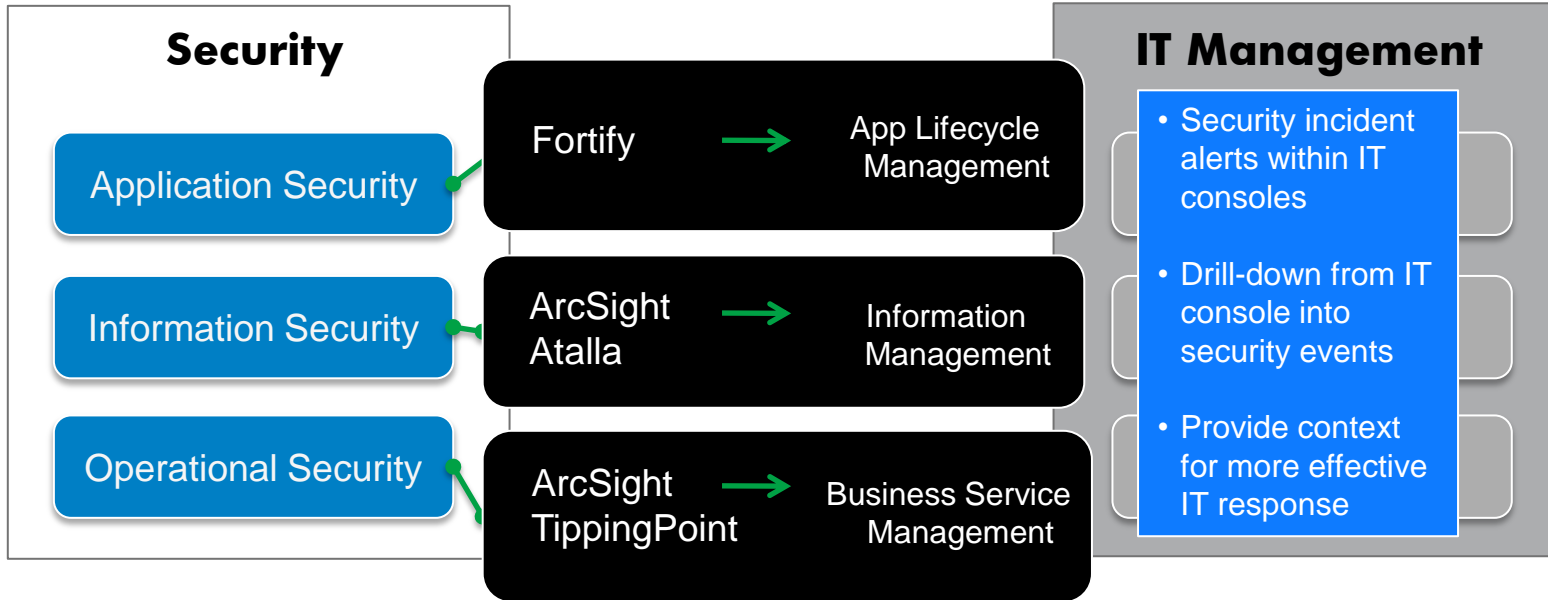 Security
Application Security
Information Security
Operational Security
Fortify
App Lifecycle
Management
ArcSight
Atalla
Information
Management
ArcSight
TippingPoint
Business Service
Management
IT Management
• Security incident
alerts within IT
consoles
• Drill-down from IT
console into
security events
• Provide context
for more effective
IT response